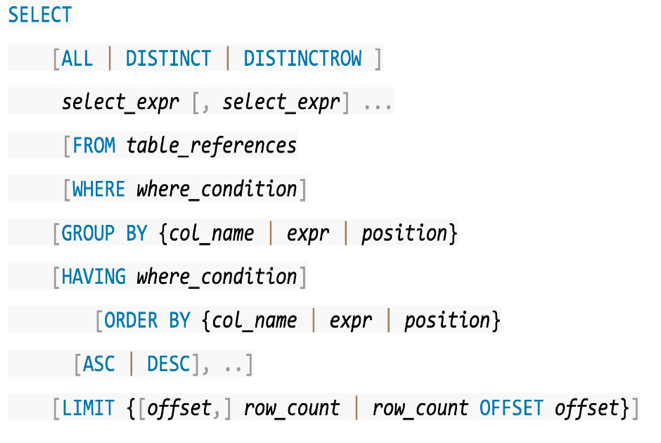 SELECT
[ALL | DISTINCT | DISTINCTROW ]
select_expr [, select_expr] ...
[FROM table_references
[WHERE where_condition]
[GROUP BY {col_name | expr | position}
[HAVING where_condition]
[ORDER BY {col_name | expr | position}
[ASC | DESC], ..]
[LIMIT {[offset,] row_count | row_count OFFSET offset}]